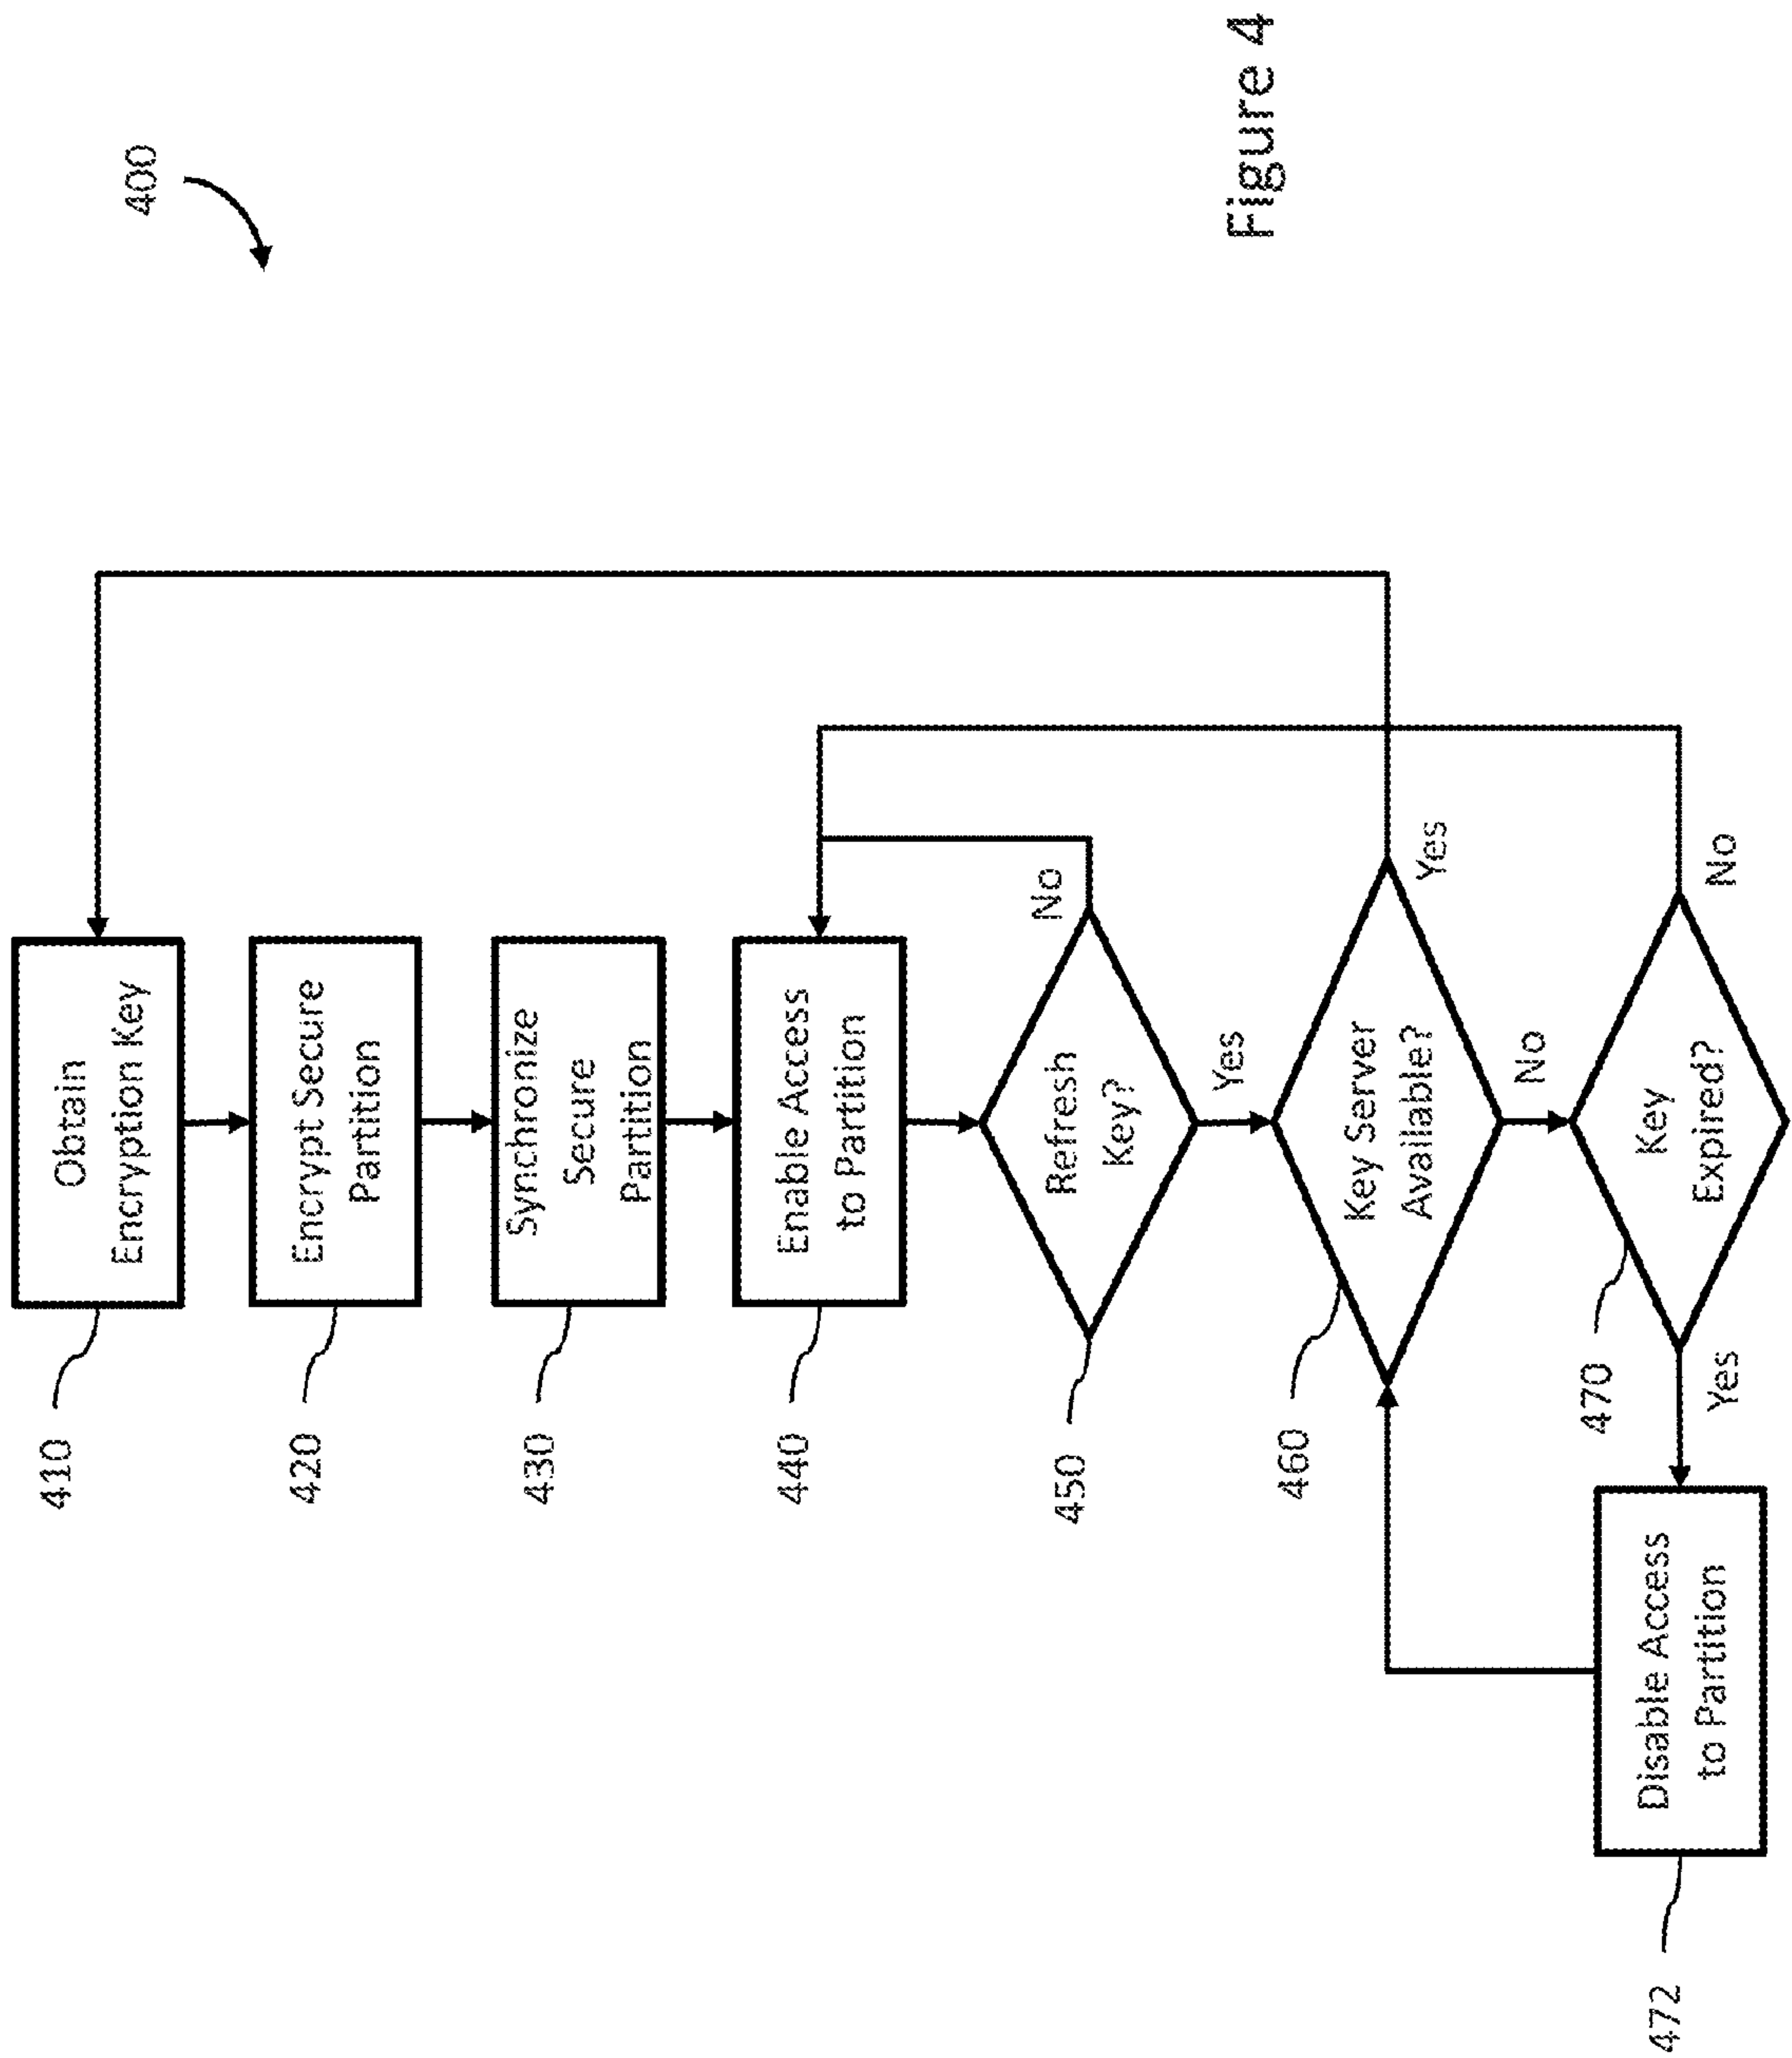 400
410
Obtain
Encryption Key
420
Encrypt Secure
Partition
430
Synchronize
Secure
Partition
440
Enable Access
to Partition
450
Refresh
Key?
No
Yes
460
Key Server
Available?
Yes
No
470
Key
Expired?
No
Yes
472
Disable Access
to Partition
Figure 4